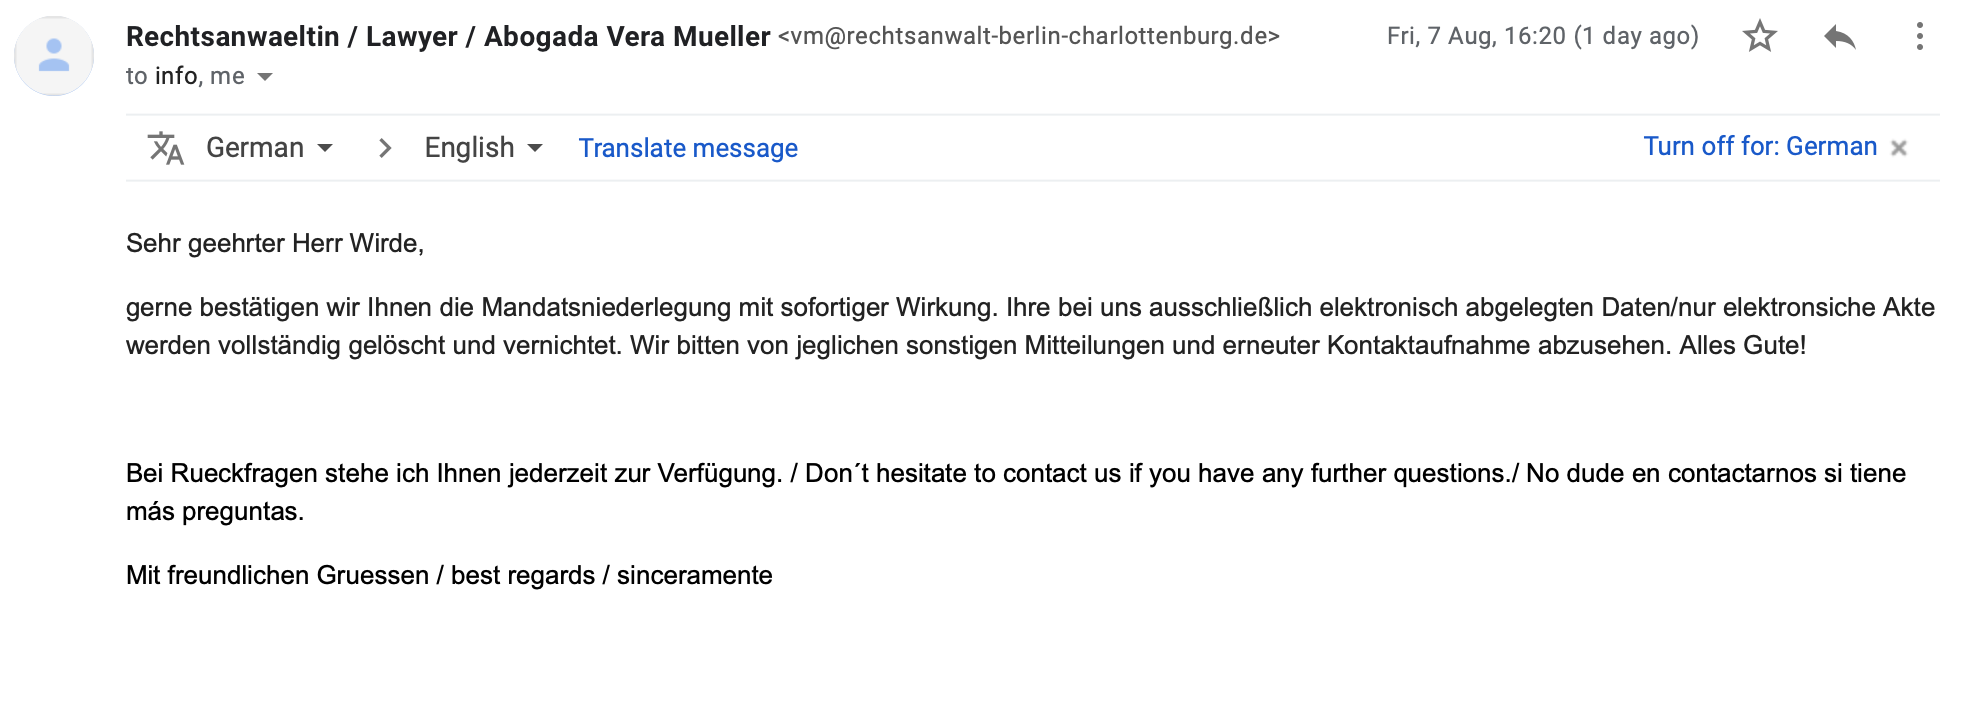 Rechtsanwaeltin / Lawyer / Abogada Vera Mueller <vm@rechtsanwalt-berlin-charlottenburg.de> Fri, 7 Aug, 16:20 (1 day ago)
to info, me
German > English Translate message Turn off for: German ×
Sehr geehrter Herr Wirde,
gerne bestätigen wir Ihnen die Mandatsniederlegung mit sofortiger Wirkung. Ihre bei uns ausschließlich elektronisch abgelegten Daten/nur elektronsiche Akte
werden vollständig gelöscht und vernichtet. Wir bitten von jeglichen sonstigen Mitteilungen und erneuter Kontaktaufnahme abzusehen. Alles Gute!
Bei Rueckfragen stehe ich Ihnen jederzeit zur Verfügung. / Don´t hesitate to contact us if you have any further questions./ No dude en contactarnos si tiene
más preguntas.
Mit freundlichen Gruessen / best regards / sinceramente